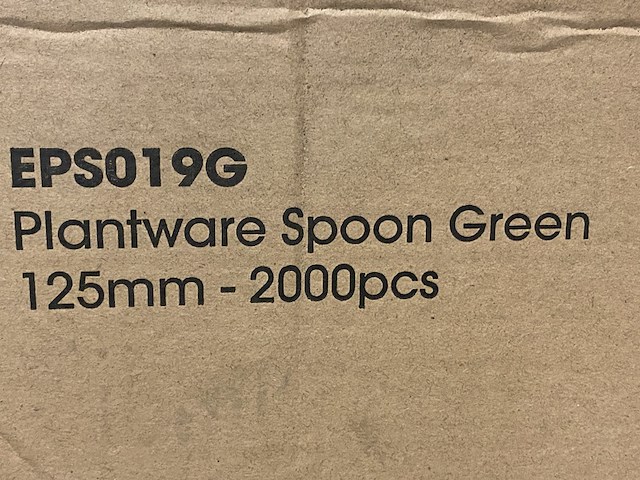 EPS019G
Plantware Spoon Green
125mm - 2000pcs